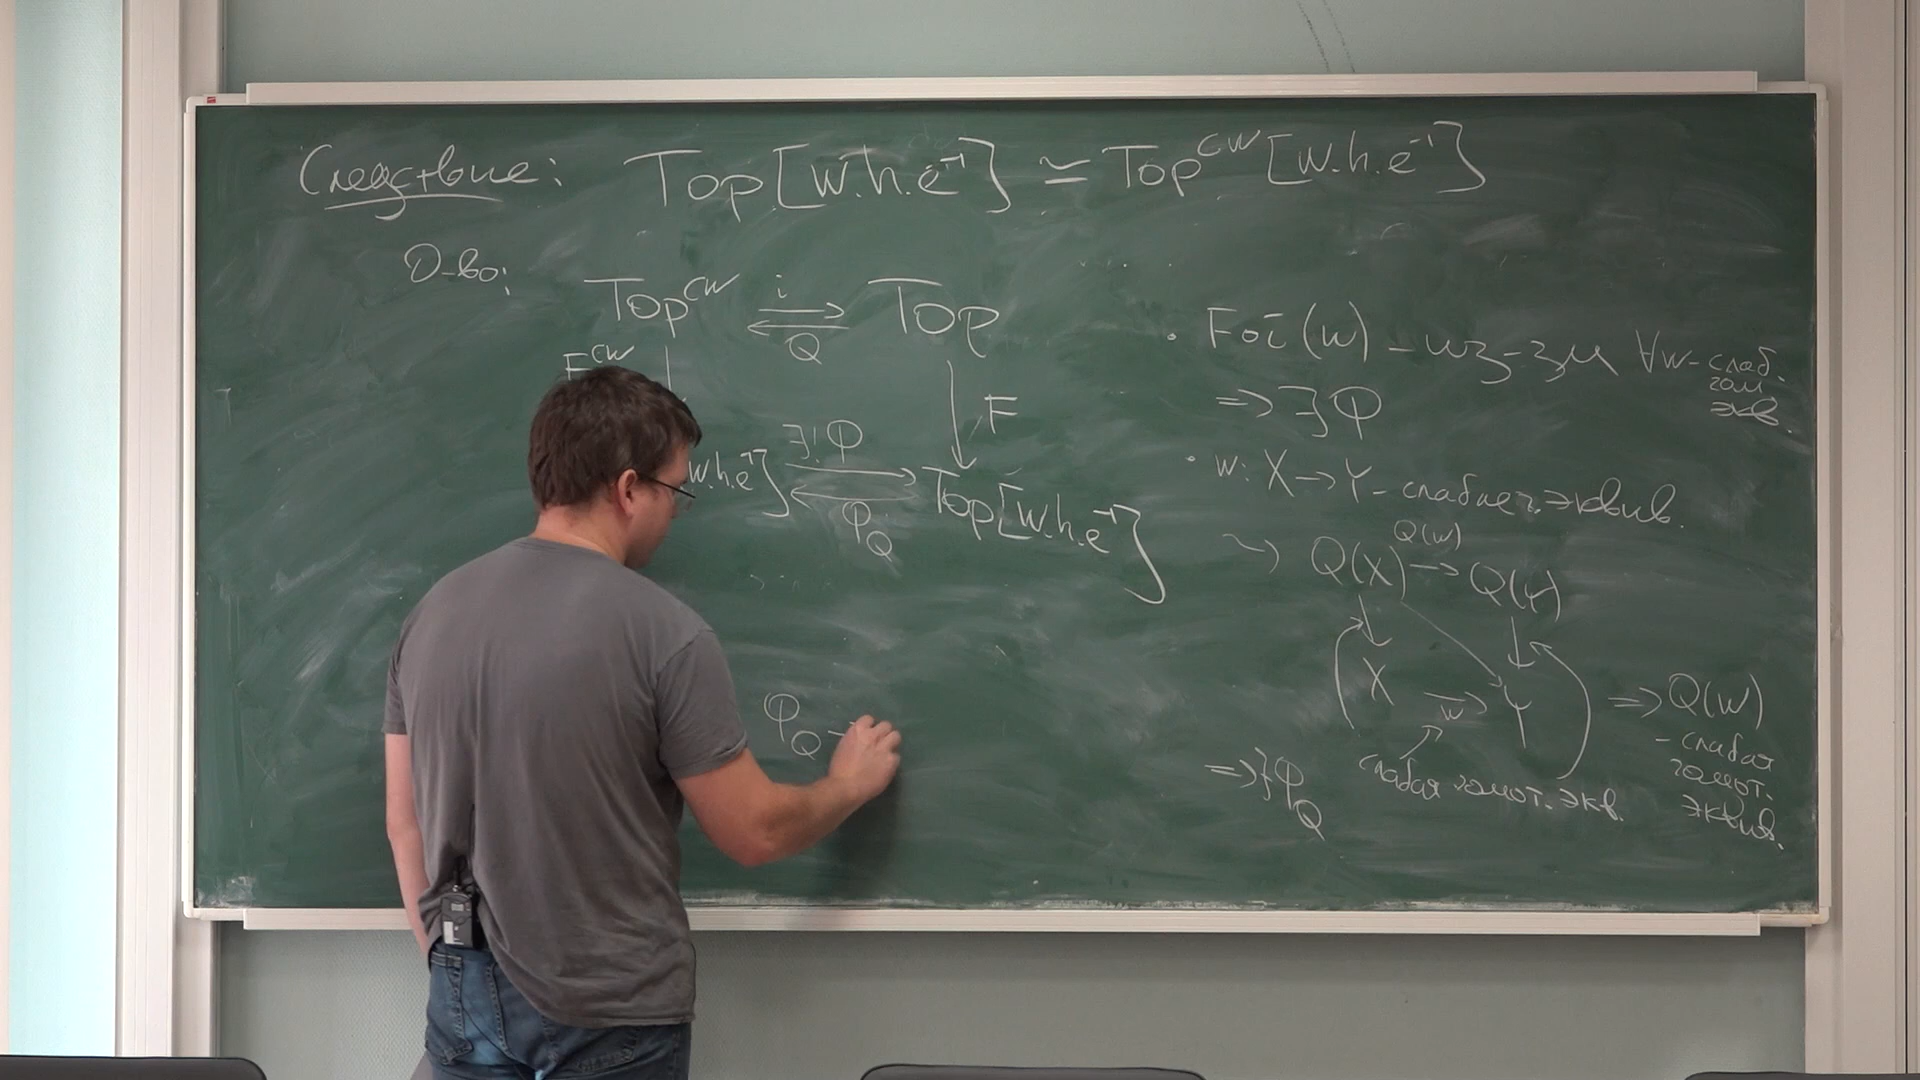 Следствие: Top[w.h.e⁻¹] ≃ Top^CW[w.h.e⁻¹]
Д-во:
Top^CW ⇄ Top
i
Q
F^CW
↓ F
w.h.e⁻¹] ⇄ Top[w.h.e⁻¹]
∃! φ
φ_Q
φ_Q
· F∘i(w) – из-зм ∀w – слаб. гом. экв.
⇒ ∃ φ
· w: X → Y – слабая г. эквив.
Q(w)
⇝ Q(X) → Q(Y)
X →w Y
⇒ Q(w)
– слабая гомот. эквив.
слабая гомот. экв.
⇒ ∃ φ_Q